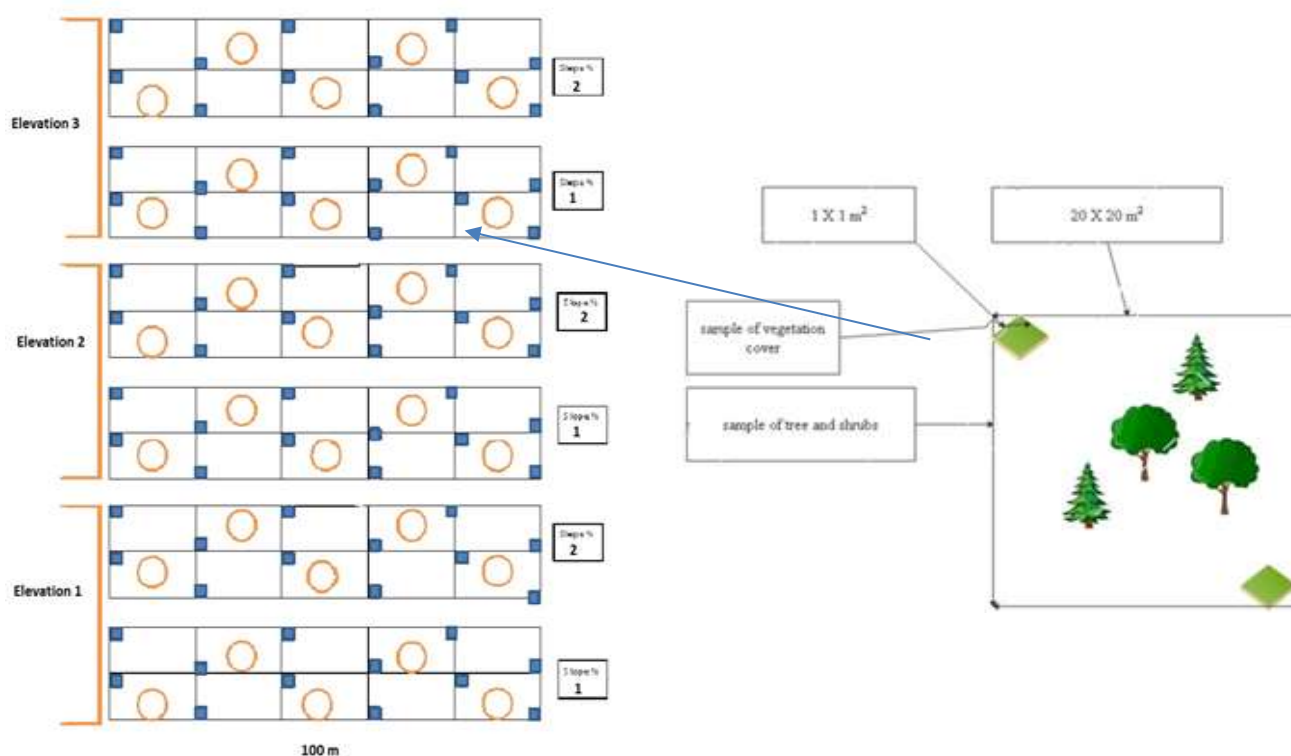 Elevation 3
Slope %
2
Slope %
1
Elevation 2
Slope %
2
Slope %
1
Elevation 1
Slope %
2
Slope %
1
100 m
1 X 1 m²
20 X 20 m²
sample of vegetation
cover
sample of tree and shrubs